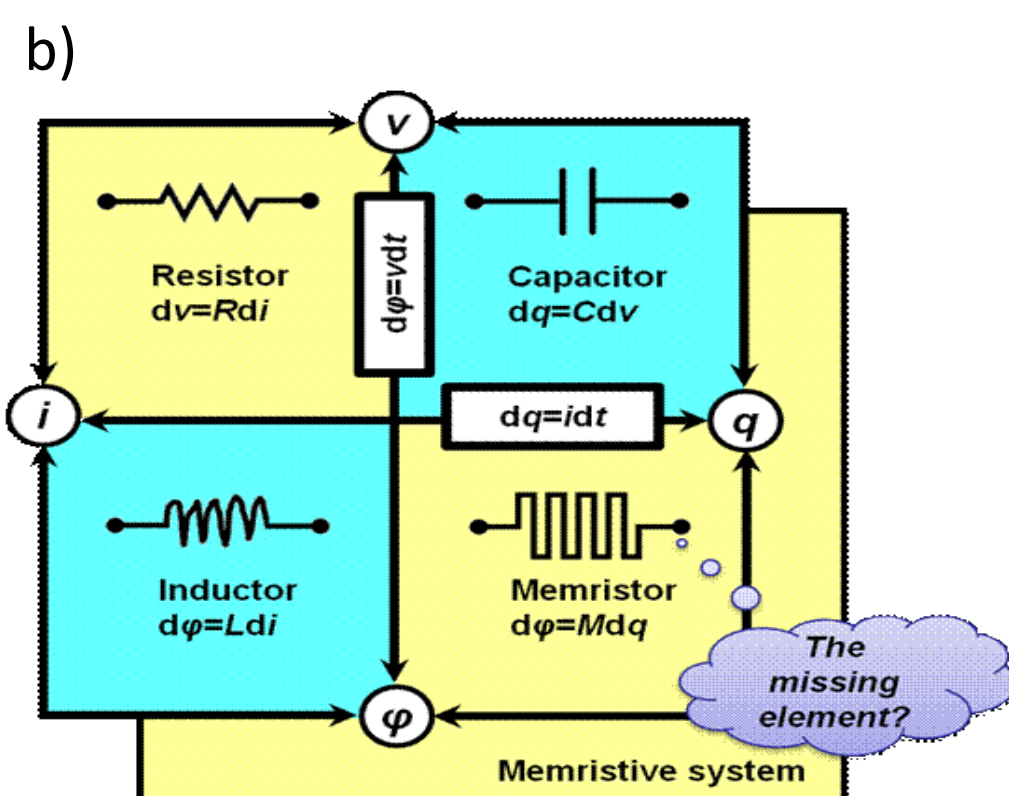 b)
v
Resistor
dv=Rdi
dφ=vdt
Capacitor
dq=Cdv
i
dq=idt
q
Inductor
dφ=Ldi
Memristor
dφ=Mdq
The
missing
element?
φ
Memristive system